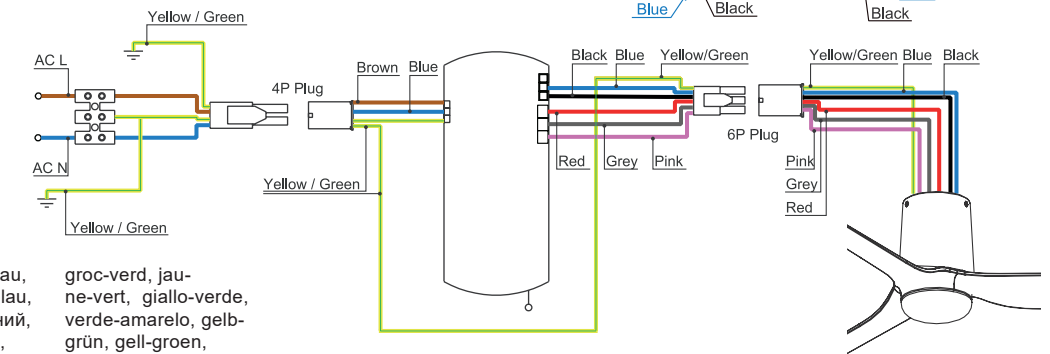 Blue
Black
Black
Yellow / Green
AC L
4P Plug
Brown
Blue
Black
Blue
Yellow/Green
Yellow/Green
Blue
Black
6P Plug
AC N
Yellow / Green
Yellow / Green
Red
Grey
Pink
Pink
Grey
Red
groc-verd, jau-
ne-vert, giallo-verde,
verde-amarelo, gelb-
grün, gell-groen,